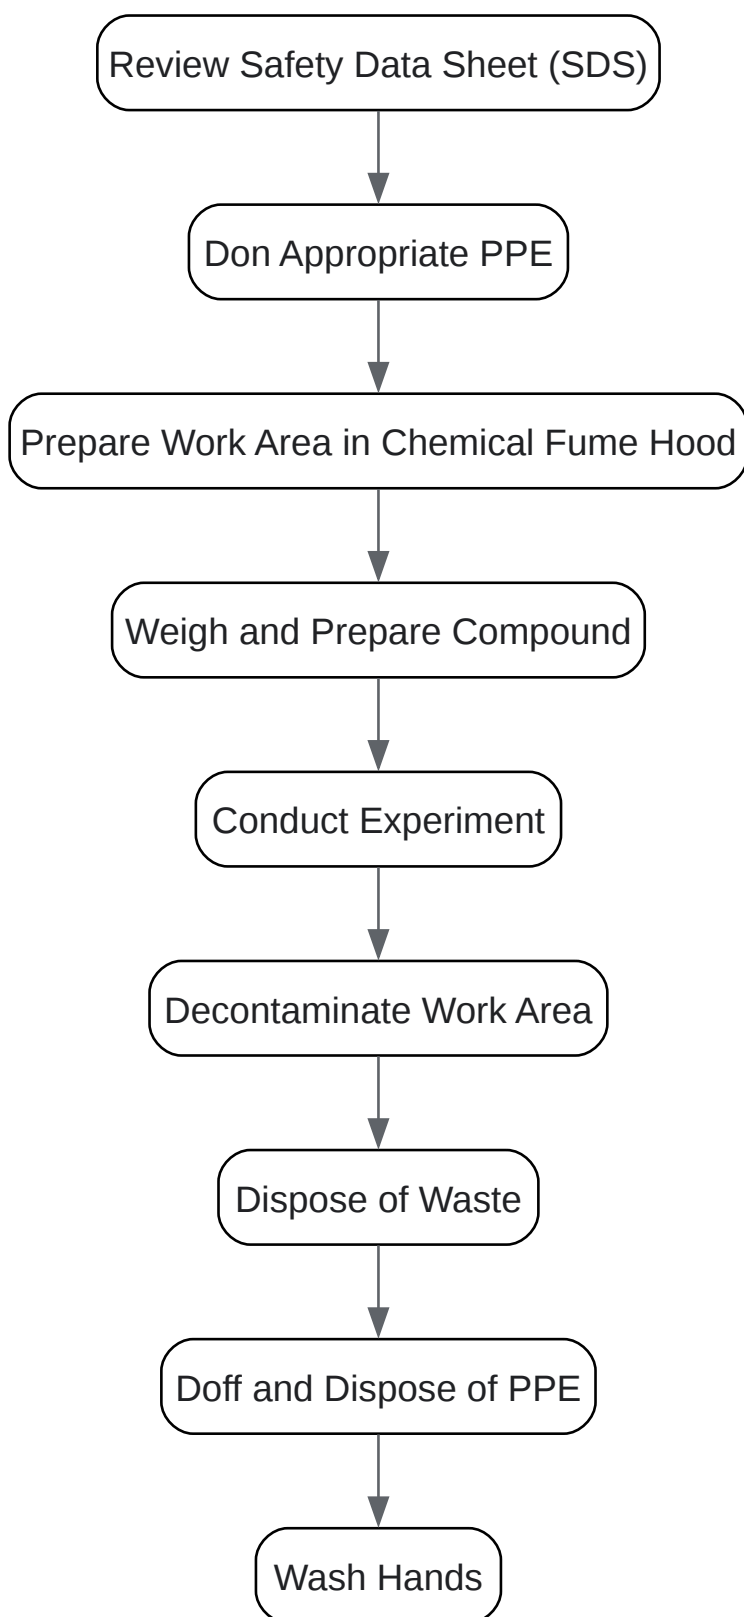 Review Safety Data Sheet (SDS)
Don Appropriate PPE
Prepare Work Area in Chemical Fume Hood
Weigh and Prepare Compound
Conduct Experiment
Decontaminate Work Area
Dispose of Waste
Doff and Dispose of PPE
Wash Hands